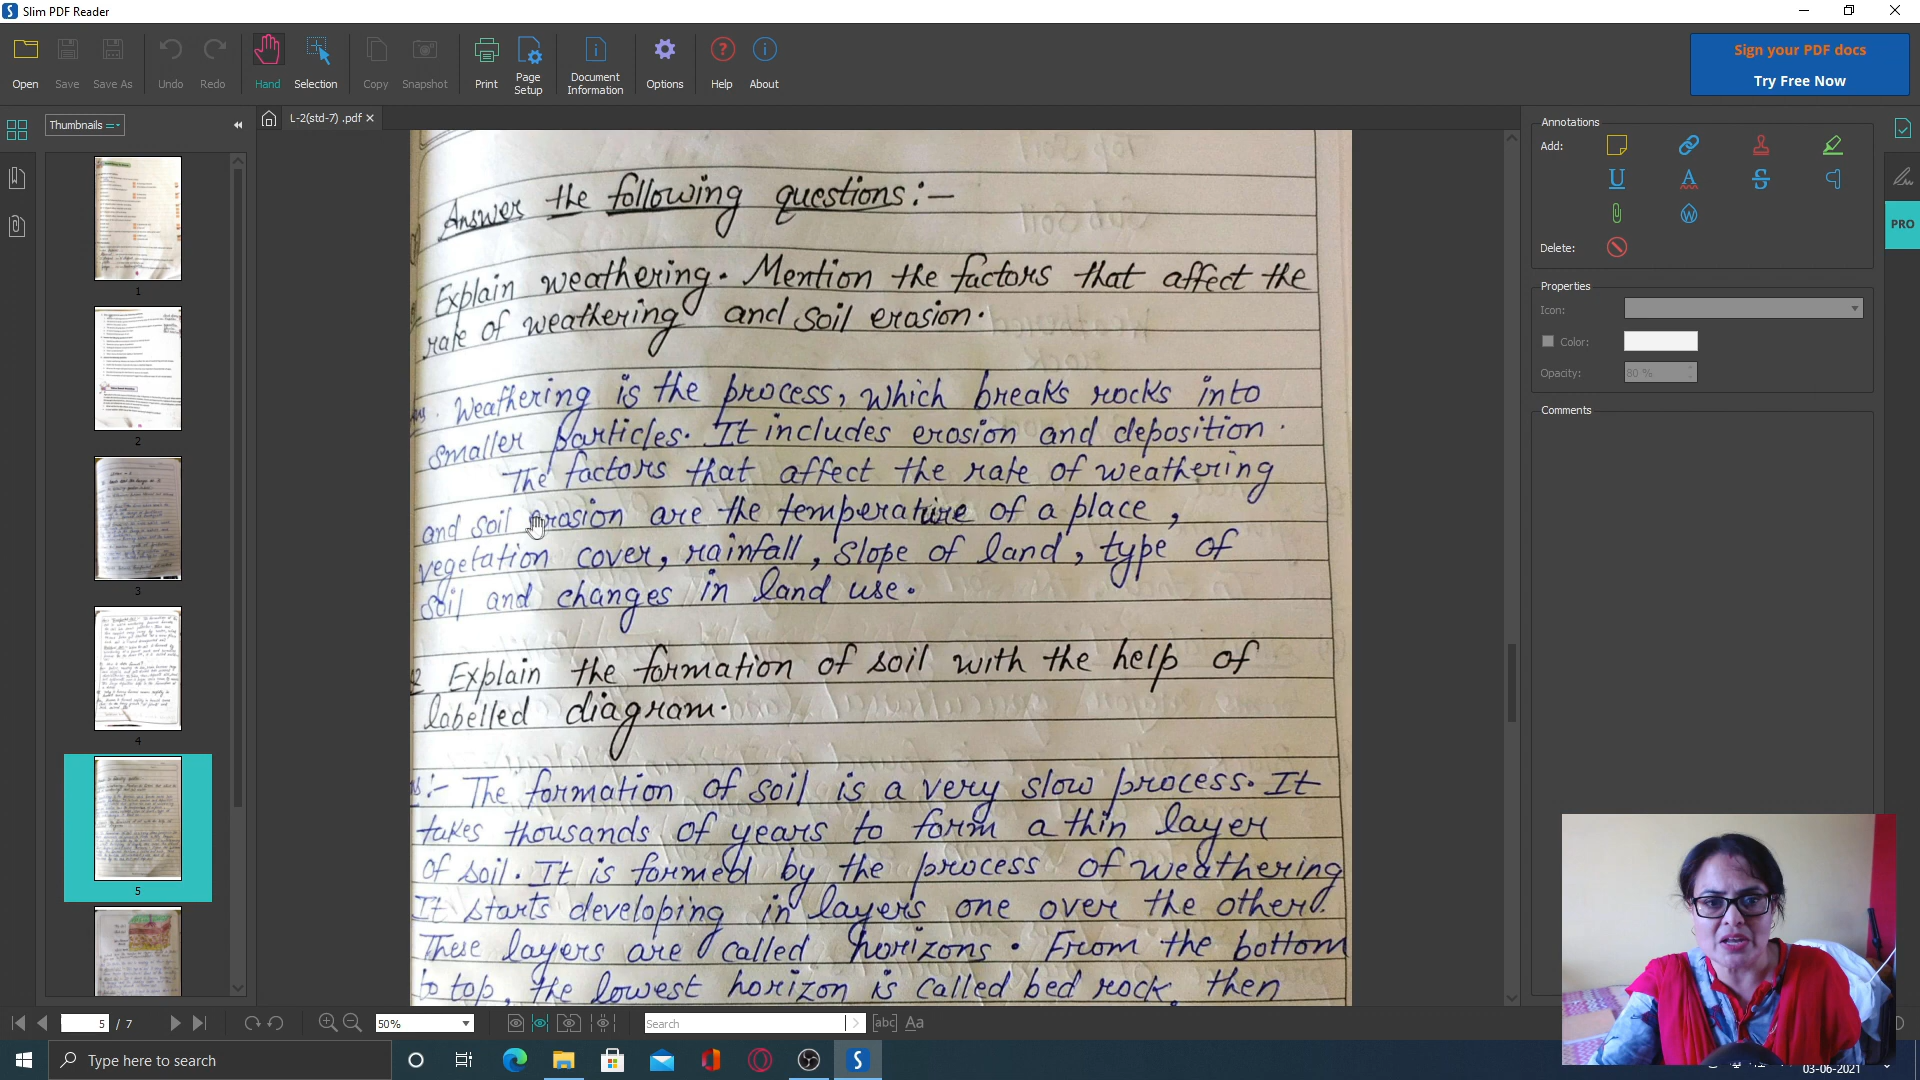 Slim PDF Reader
Open
Save
Save As
Undo
Redo
Hand
Selection
Copy
Snapshot
Print
Page Setup
Document Information
Options
Help
About
Sign your PDF docs
Try Free Now
Thumbnails
L-2(std-7) .pdf
1
2
3
4
5
Answer the following questions :-
Explain weathering. Mention the factors that affect the
rate of weathering and soil erosion.
Weathering is the process, which breaks rocks into
smaller particles. It includes erosion and deposition.
The factors that affect the rate of weathering
and soil erosion are the temperature of a place,
vegetation cover, rainfall, slope of land, type of
soil and changes in land use.
2 Explain the formation of soil with the help of
labelled diagram.
:- The formation of soil is a very slow process. It
takes thousands of years to form a thin layer
of soil. It is formed by the process of weathering
It starts developing in layers one over the other.
These layers are called horizons. From the bottom
to top, the lowest horizon is called bed rock, then
Annotations
Add:
Delete:
PRO
Properties
Icon:
Color:
Opacity:
80 %
Comments
5 / 7
50%
Search
[abc]
Aa
Type here to search
03-06-2021